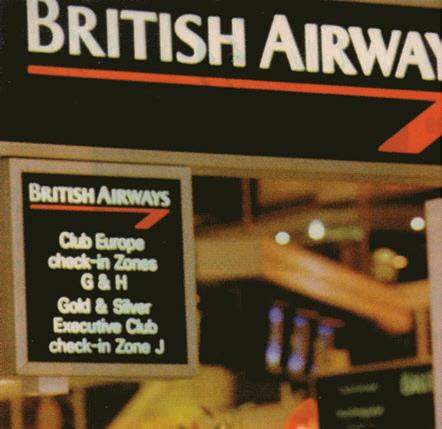 BRITISH AIRWAY
BRITISH AIRWAYS
Club Europe
check-in Zones
G & H
Gold & Silver
Executive Club
check-in Zone J